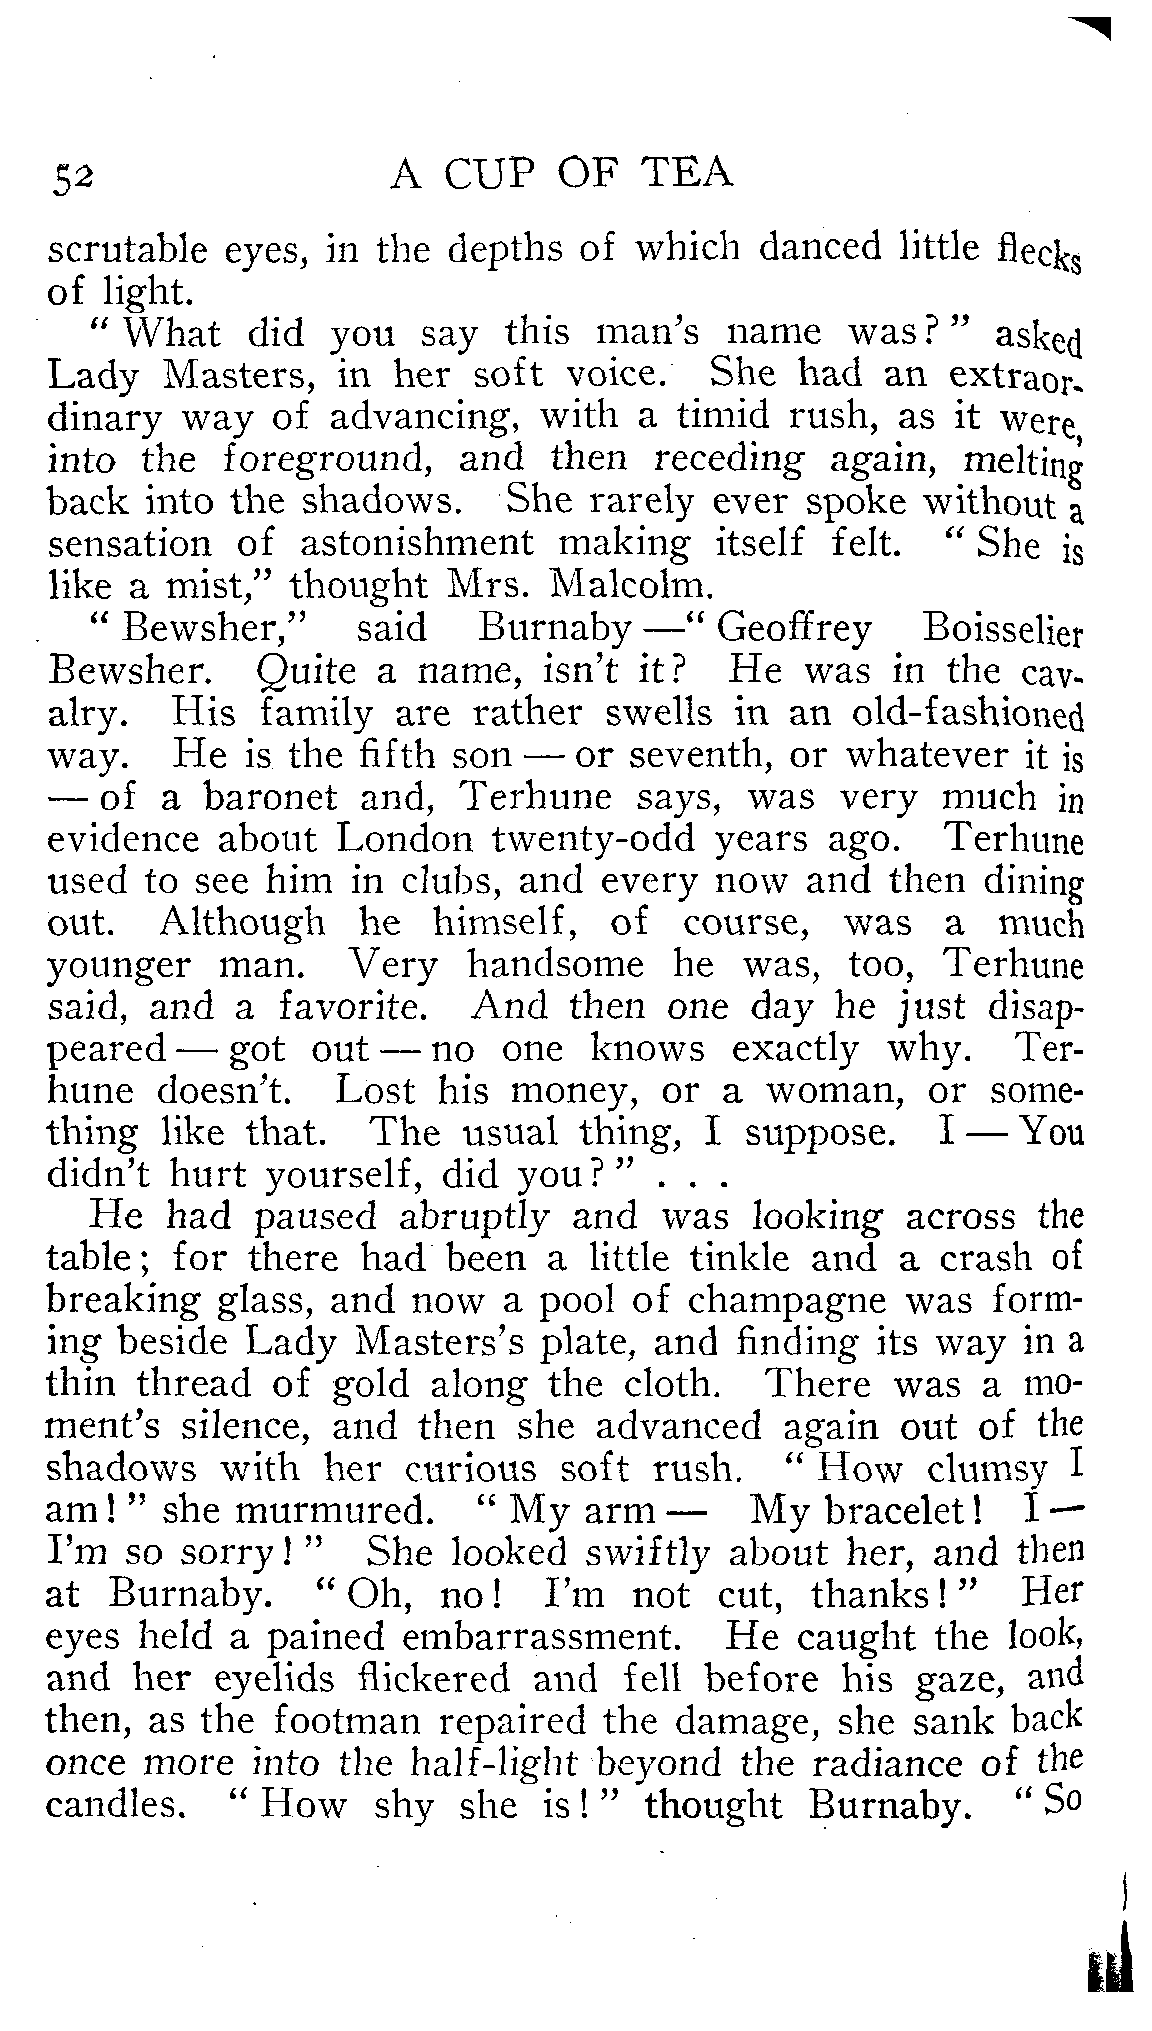 52 A CUP OF TEA
scrutable eyes, in the depths of which danced little flecks
of light.
" What did you say this man's name was? " asked
Lady Masters, in her soft voice. She had an extraor-
dinary way of advancing, with a timid rush, as it were,
into the foreground, and then receding again, melting
back into the shadows. She rarely ever spoke without a
sensation of astonishment making itself felt. " She is
like a mist," thought Mrs. Malcolm.
" Bewsher," said Burnaby —" Geoffrey Boisselier
Bewsher. Quite a name, isn't it? He was in the cav-
alry. His family are rather swells in an old-fashioned
way. He is the fifth son — or seventh, or whatever it is
— of a baronet and, Terhune says, was very much in
evidence about London twenty-odd years ago. Terhune
used to see him in clubs, and every now and then dining
out. Although he himself, of course, was a much
younger man. Very handsome he was, too, Terhune
said, and a favorite. And then one day he just disap-
peared — got out — no one knows exactly why. Ter-
hune doesn't. Lost his money, or a woman, or some-
thing like that. The usual thing, I suppose. I — You
didn't hurt yourself, did you? " . . .
He had paused abruptly and was looking across the
table; for there had been a little tinkle and a crash of
breaking glass, and now a pool of champagne was form-
ing beside Lady Masters's plate, and finding its way in a
thin thread of gold along the cloth. There was a mo-
ment's silence, and then she advanced again out of the
shadows with her curious soft rush. " How clumsy I
am! " she murmured. " My arm — My bracelet! I —
I'm so sorry! " She looked swiftly about her, and then
at Burnaby. " Oh, no! I'm not cut, thanks! " Her
eyes held a pained embarrassment. He caught the look,
and her eyelids flickered and fell before his gaze, and
then, as the footman repaired the damage, she sank back
once more into the half-light beyond the radiance of the
candles. " How shy she is! " thought Burnaby. " So